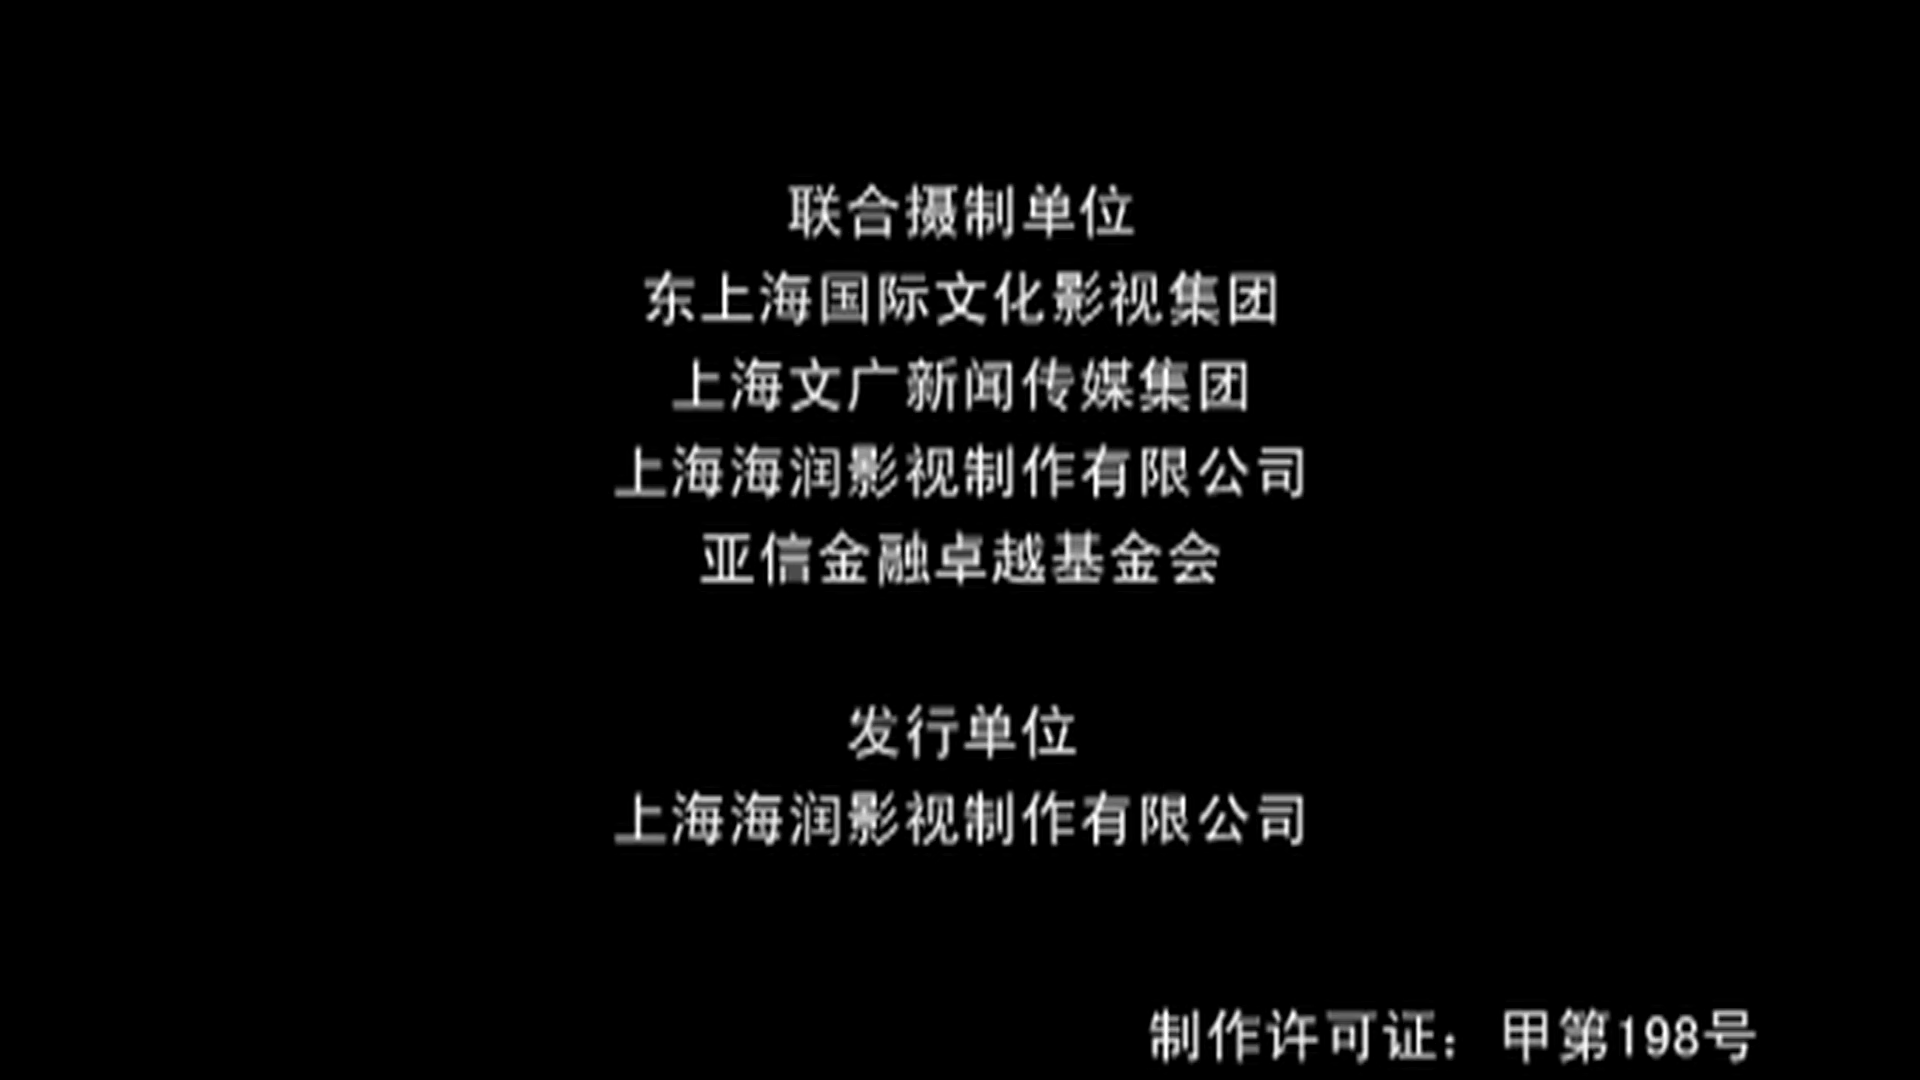 联合摄制单位
东上海国际文化影视集团
上海文广新闻传媒集团
上海海润影视制作有限公司
亚信金融卓越基金会
发行单位
上海海润影视制作有限公司
制作许可证：甲第198号